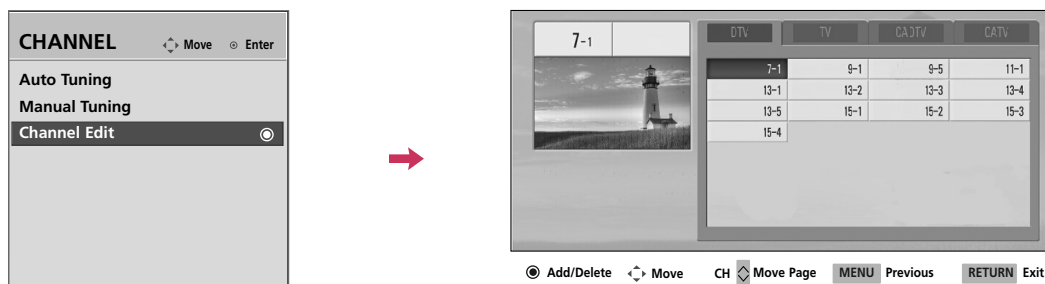 CHANNEL Move Enter
Auto Tuning
Manual Tuning
Channel Edit
7-1
DTV TV CADTV CATV
7-1 9-1 9-5 11-1
13-1 13-2 13-3 13-4
13-5 15-1 15-2 15-3
15-4
Add/Delete Move CH Move Page MENU Previous RETURN Exit